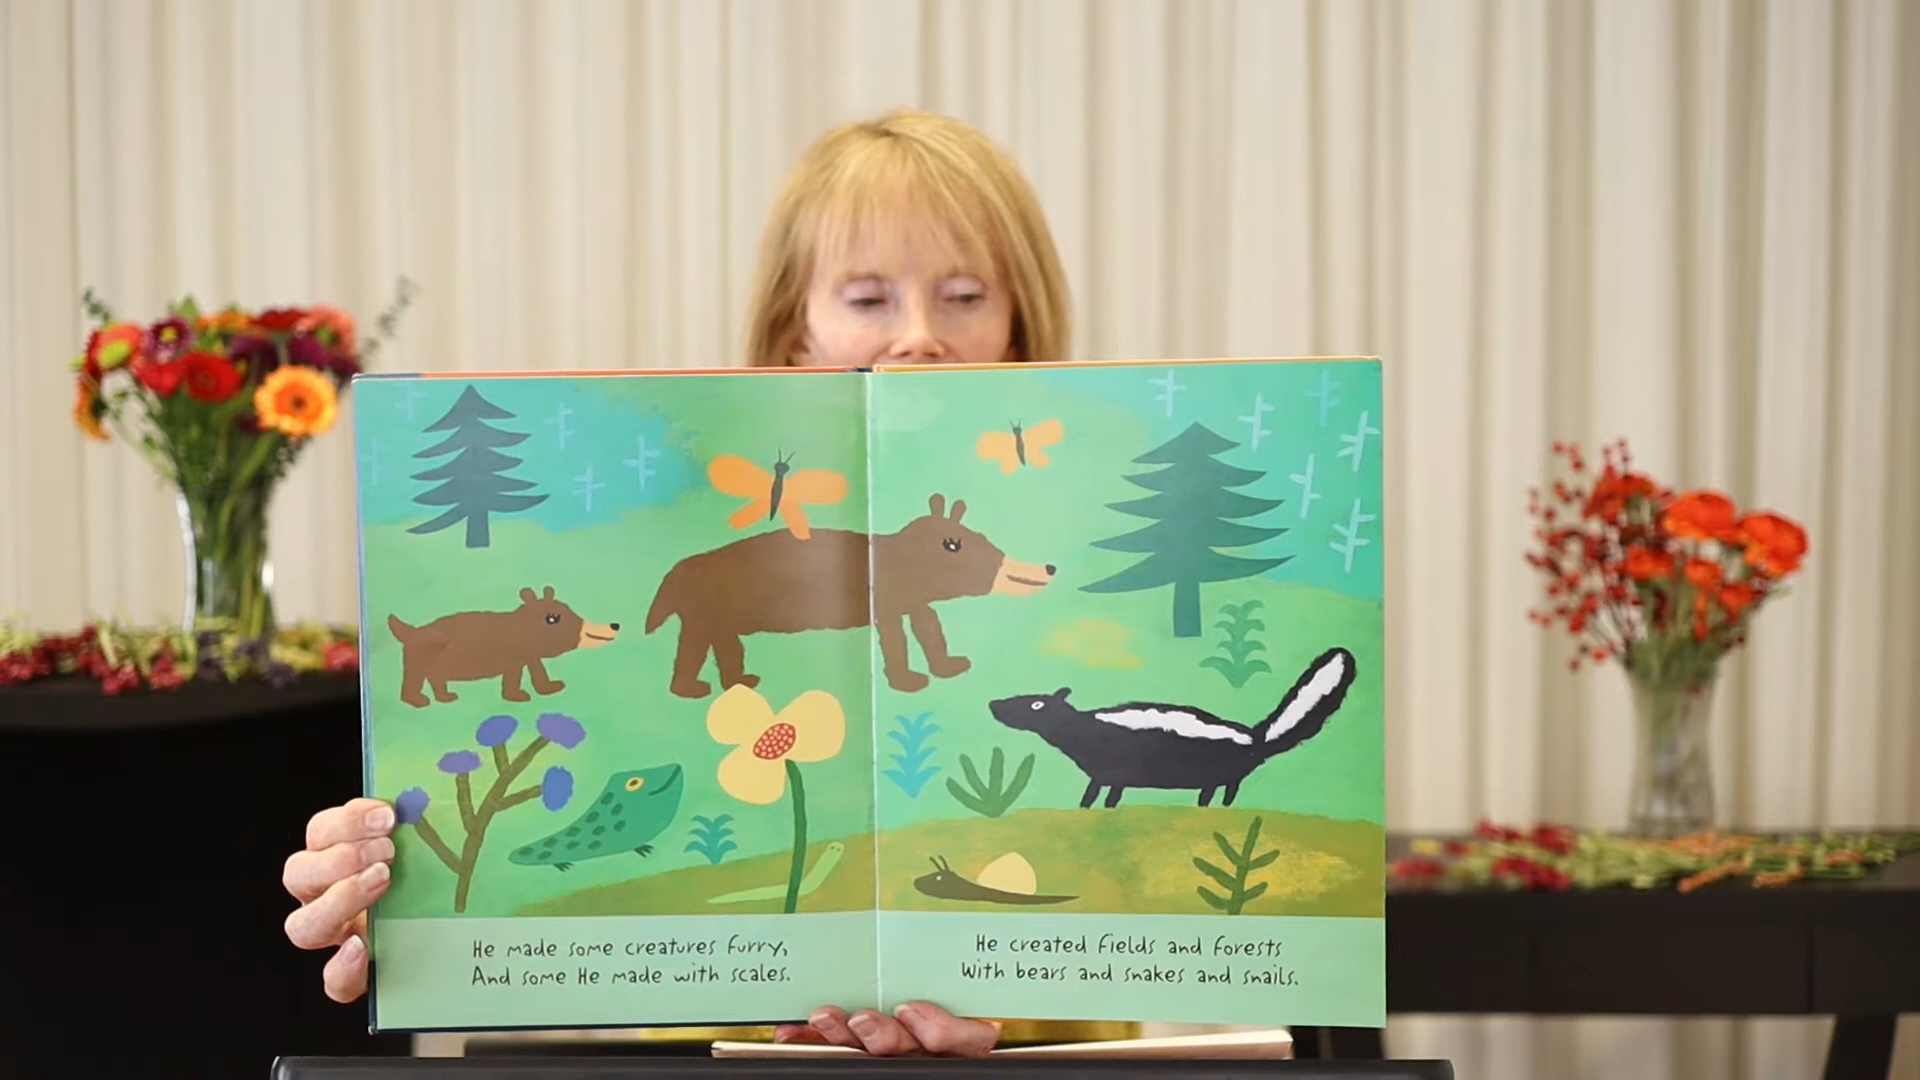 He made some creatures furry,
And some He made with scales.
He created fields and forests
With bears and snakes and snails.